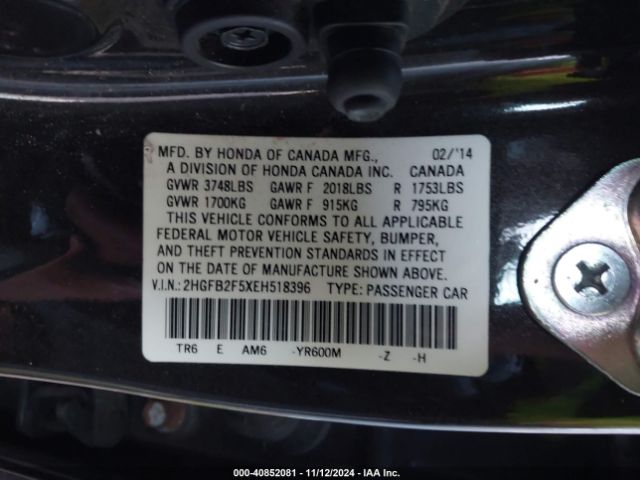 MFD. BY HONDA OF CANADA MFG., 02/'14
A DIVISION OF HONDA CANADA INC. CANADA
GVWR 3748LBS GAWR F 2018LBS R 1753LBS
GVWR 1700KG GAWR F 915KG R 795KG
THIS VEHICLE CONFORMS TO ALL APPLICABLE
FEDERAL MOTOR VEHICLE SAFETY, BUMPER,
AND THEFT PREVENTION STANDARDS IN EFFECT
ON THE DATE OF MANUFACTURE SHOWN ABOVE.
V.I.N.: 2HGFB2F5XEH518396 TYPE: PASSENGER CAR
TR6 E AM6 -YR600M -Z -H
000-40852081 - 11/12/2024 - IAA Inc.